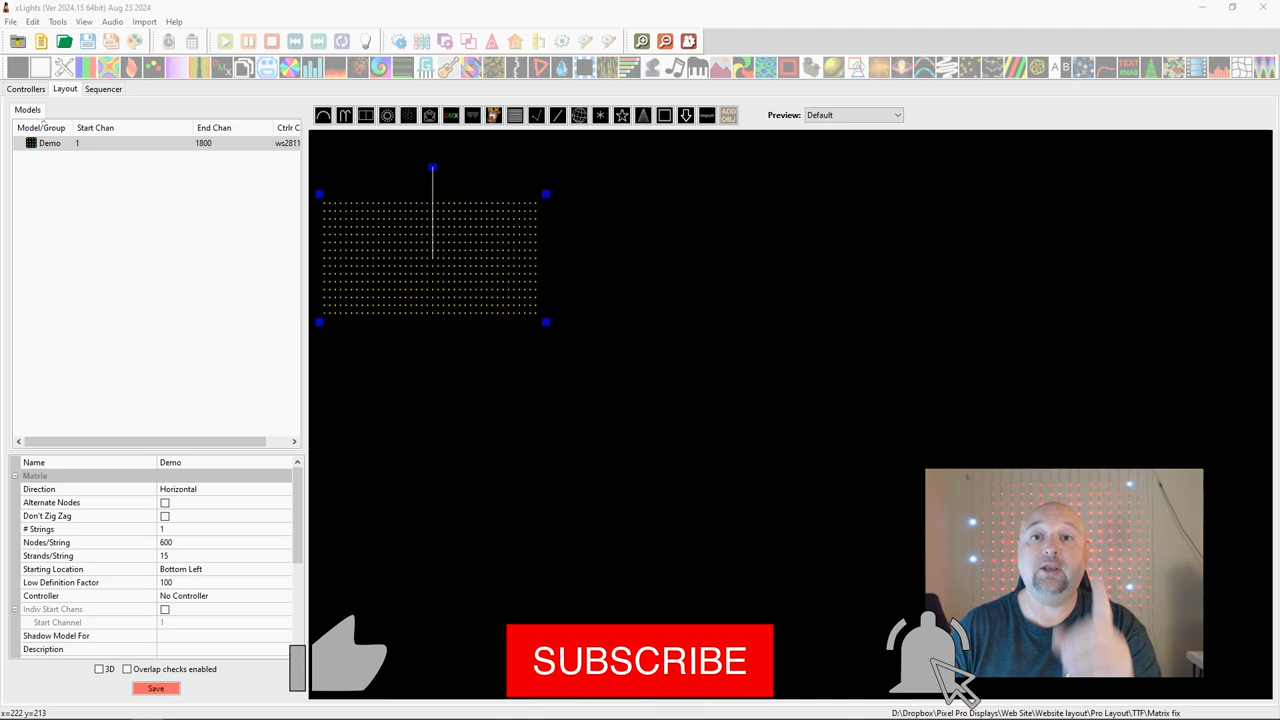 xLights (Ver 2024.15 64bit) Aug 23 2024
File Edit Tools View Audio Import Help
Controllers Layout Sequencer
Models
Preview: Default
Model/Group Start Chan End Chan Ctrlr C
Demo 1 1800 ws2811
Name Demo
Matrix
Direction Horizontal
Alternate Nodes
Don't Zig Zag
# Strings 1
Nodes/String 600
Strands/String 15
Starting Location Bottom Left
Low Definition Factor 100
Controller No Controller
Indiv Start Chans
Start Channel 1
Shadow Model For
Description
3D Overlap checks enabled
Save
SUBSCRIBE
x=222 y=213
D:\Dropbox\Pixel Pro Displays\Web Site\Website layout\Pro Layout\TTF\Matrix fix